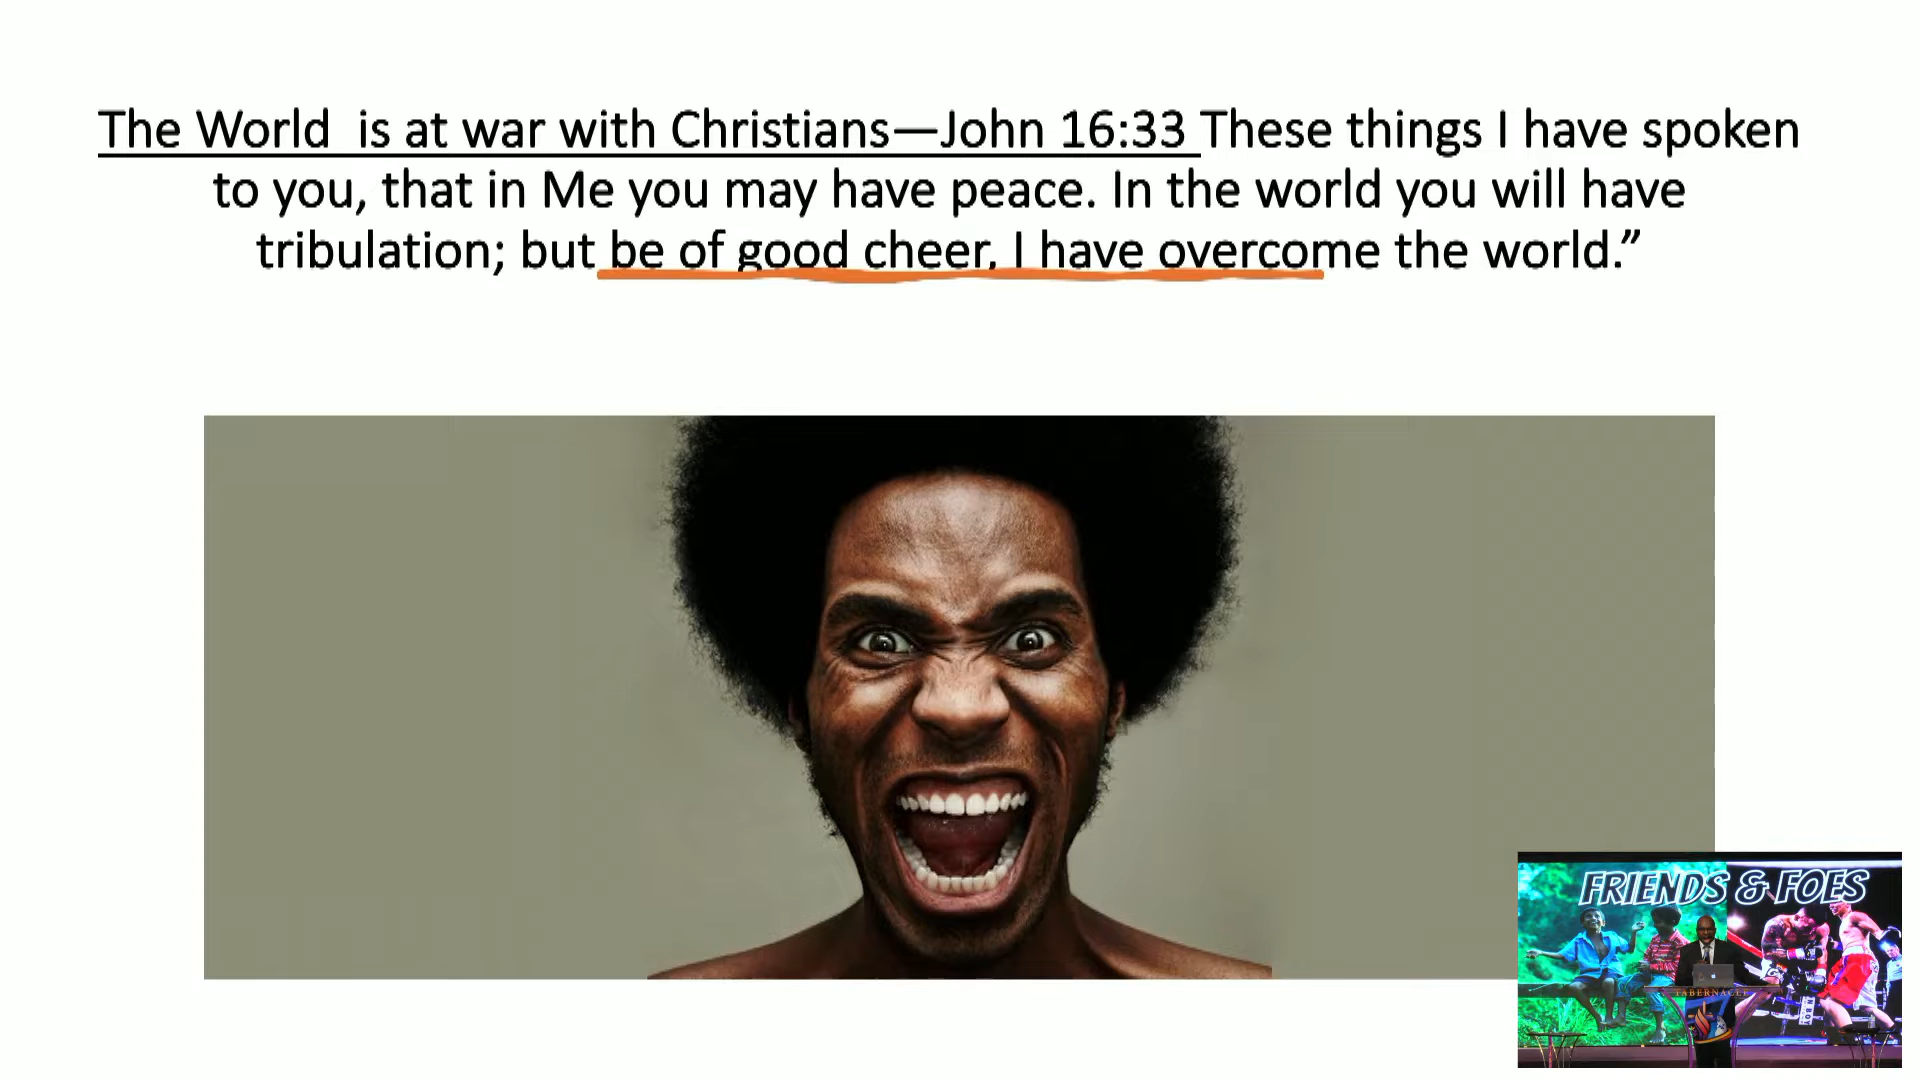 The World  is at war with Christians—John 16:33 These things I have spoken
to you, that in Me you may have peace. In the world you will have
tribulation; but be of good cheer, I have overcome the world.”
FRIENDS & FOES
TABERNACLE